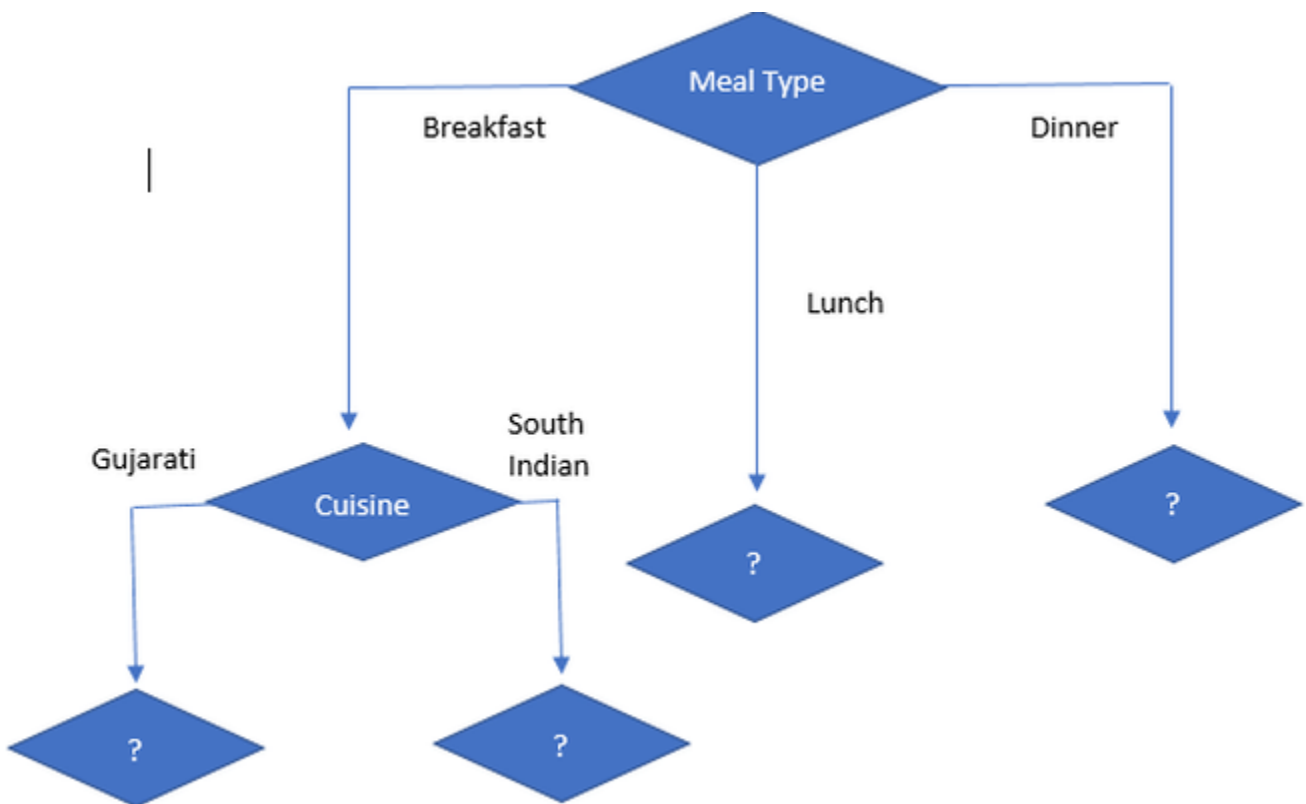 Meal Type
Breakfast
Dinner
Lunch
South
Indian
Gujarati
Cuisine
?
?
?
?